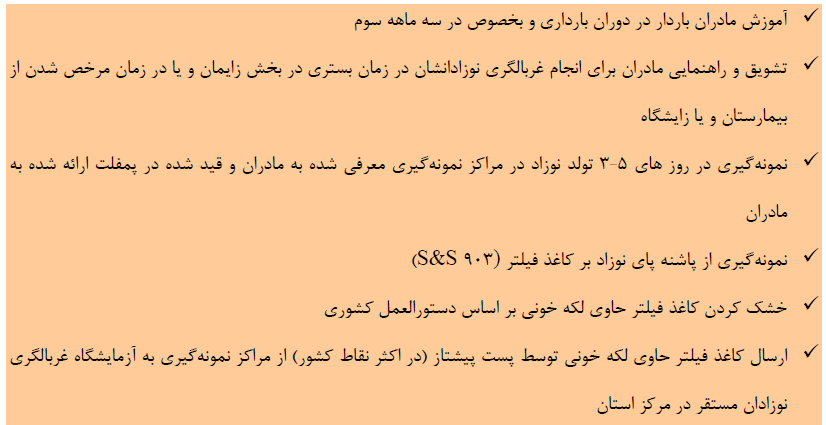 ✓ آموزش مادران باردار در دوران بارداری و بخصوص در سه ماهه سوم
✓ تشویق و راهنمایی مادران برای انجام غربالگری نوزادانشان در زمان بستری در بخش زایمان و یا در زمان مرخص شدن از
بیمارستان و یا زایشگاه
✓ نمونه‌گیری در روز های ۵-۳ تولد نوزاد در مراکز نمونه‌گیری معرفی شده به مادران و قید شده در پمفلت ارائه شده به
مادران
✓ نمونه‌گیری از پاشنه پای نوزاد بر کاغذ فیلتر (S&S ۹۰۳)
✓ خشک کردن کاغذ فیلتر حاوی لکه خونی بر اساس دستورالعمل کشوری
✓ ارسال کاغذ فیلتر حاوی لکه خونی توسط پست پیشتاز (در اکثر نقاط کشور) از مراکز نمونه‌گیری به آزمایشگاه غربالگری
نوزادان مستقر در مرکز استان